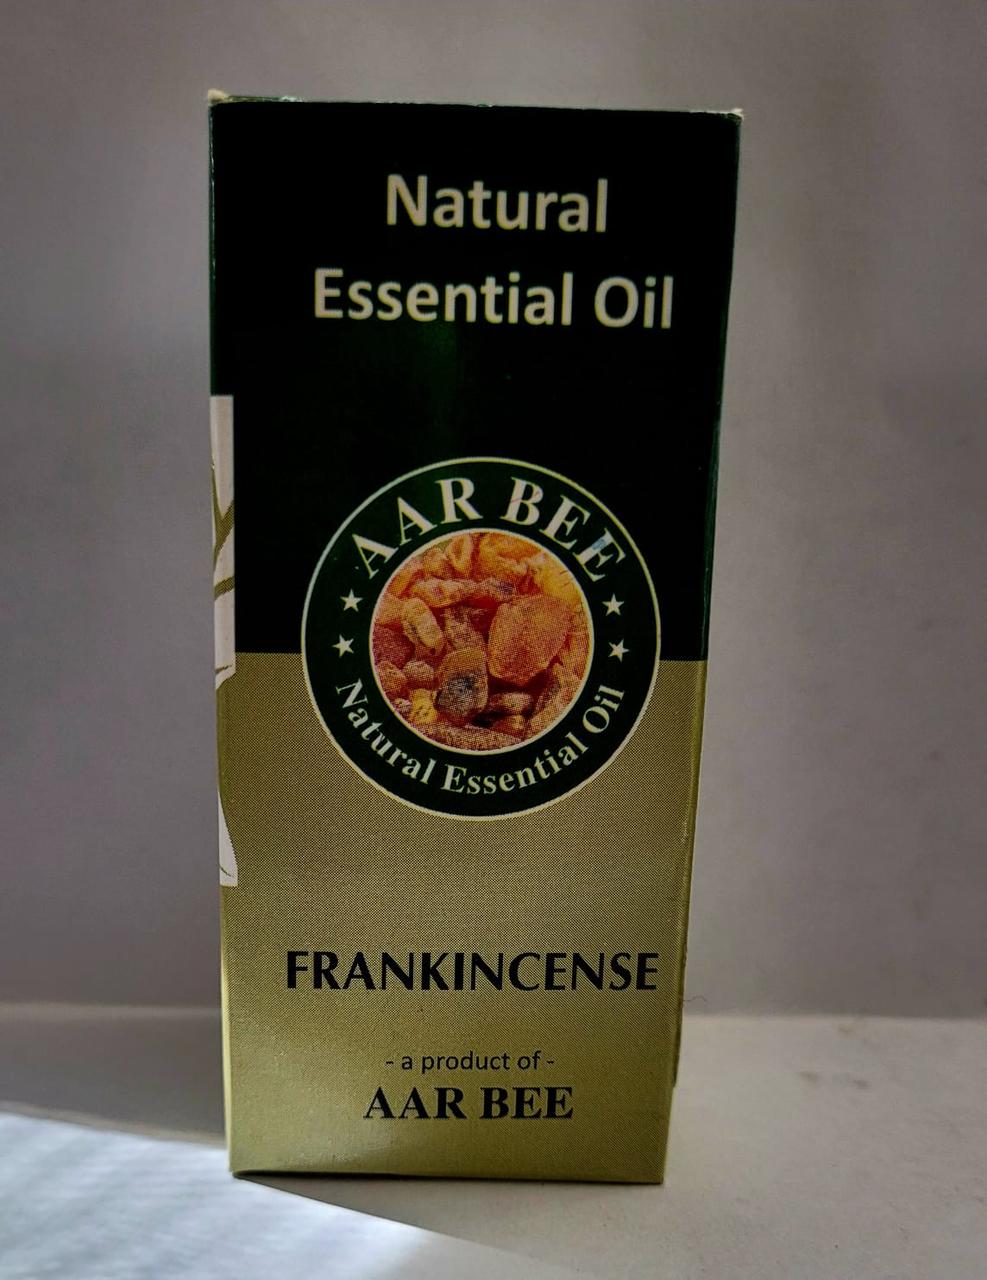 Natural
Essential Oil
AAR BEE
Natural Essential Oil
FRANKINCENSE
- a product of -
AAR BEE